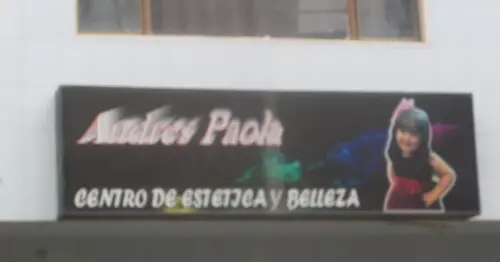 Andres Paola
CENTRO DE ESTETICA y BELLEZA